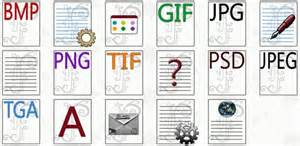 BMP GIF JPG
PNG TIF ? PSD JPEG
TGA A